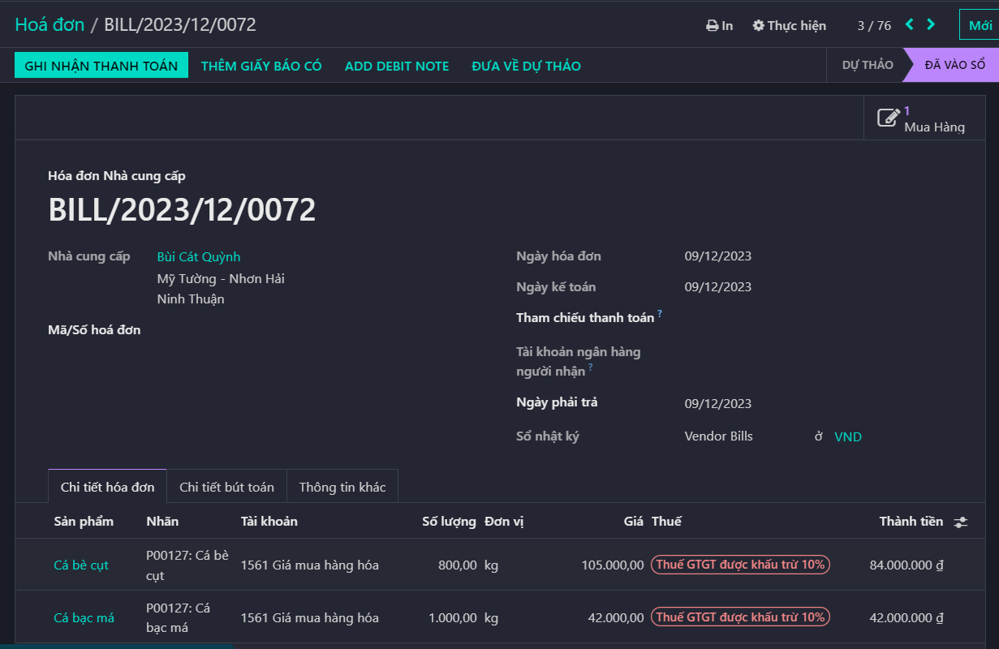 Hoá đơn / BILL/2023/12/0072
In Thực hiện 3 / 76 Mới
GHI NHẬN THANH TOÁN THÊM GIẤY BÁO CÓ ADD DEBIT NOTE ĐƯA VỀ DỰ THẢO DỰ THẢO ĐÃ VÀO SỔ
1
Mua Hàng
Hóa đơn Nhà cung cấp
BILL/2023/12/0072
Nhà cung cấp Bùi Cát Quỳnh
Mỹ Tường - Nhơn Hải
Ninh Thuận
Mã/Số hoá đơn
Ngày hóa đơn 09/12/2023
Ngày kế toán 09/12/2023
Tham chiếu thanh toán ?
Tài khoản ngân hàng
người nhận ?
Ngày phải trả 09/12/2023
Sổ nhật ký Vendor Bills ở VND
Chi tiết hóa đơn Chi tiết bút toán Thông tin khác
Sản phẩm Nhãn Tài khoản Số lượng Đơn vị Giá Thuế Thành tiền
Cá bè cụt P00127: Cá bè cụt 1561 Giá mua hàng hóa 800,00 kg 105.000,00 Thuế GTGT được khấu trừ 10% 84.000.000 ₫
Cá bạc má P00127: Cá bạc má 1561 Giá mua hàng hóa 1.000,00 kg 42.000,00 Thuế GTGT được khấu trừ 10% 42.000.000 ₫